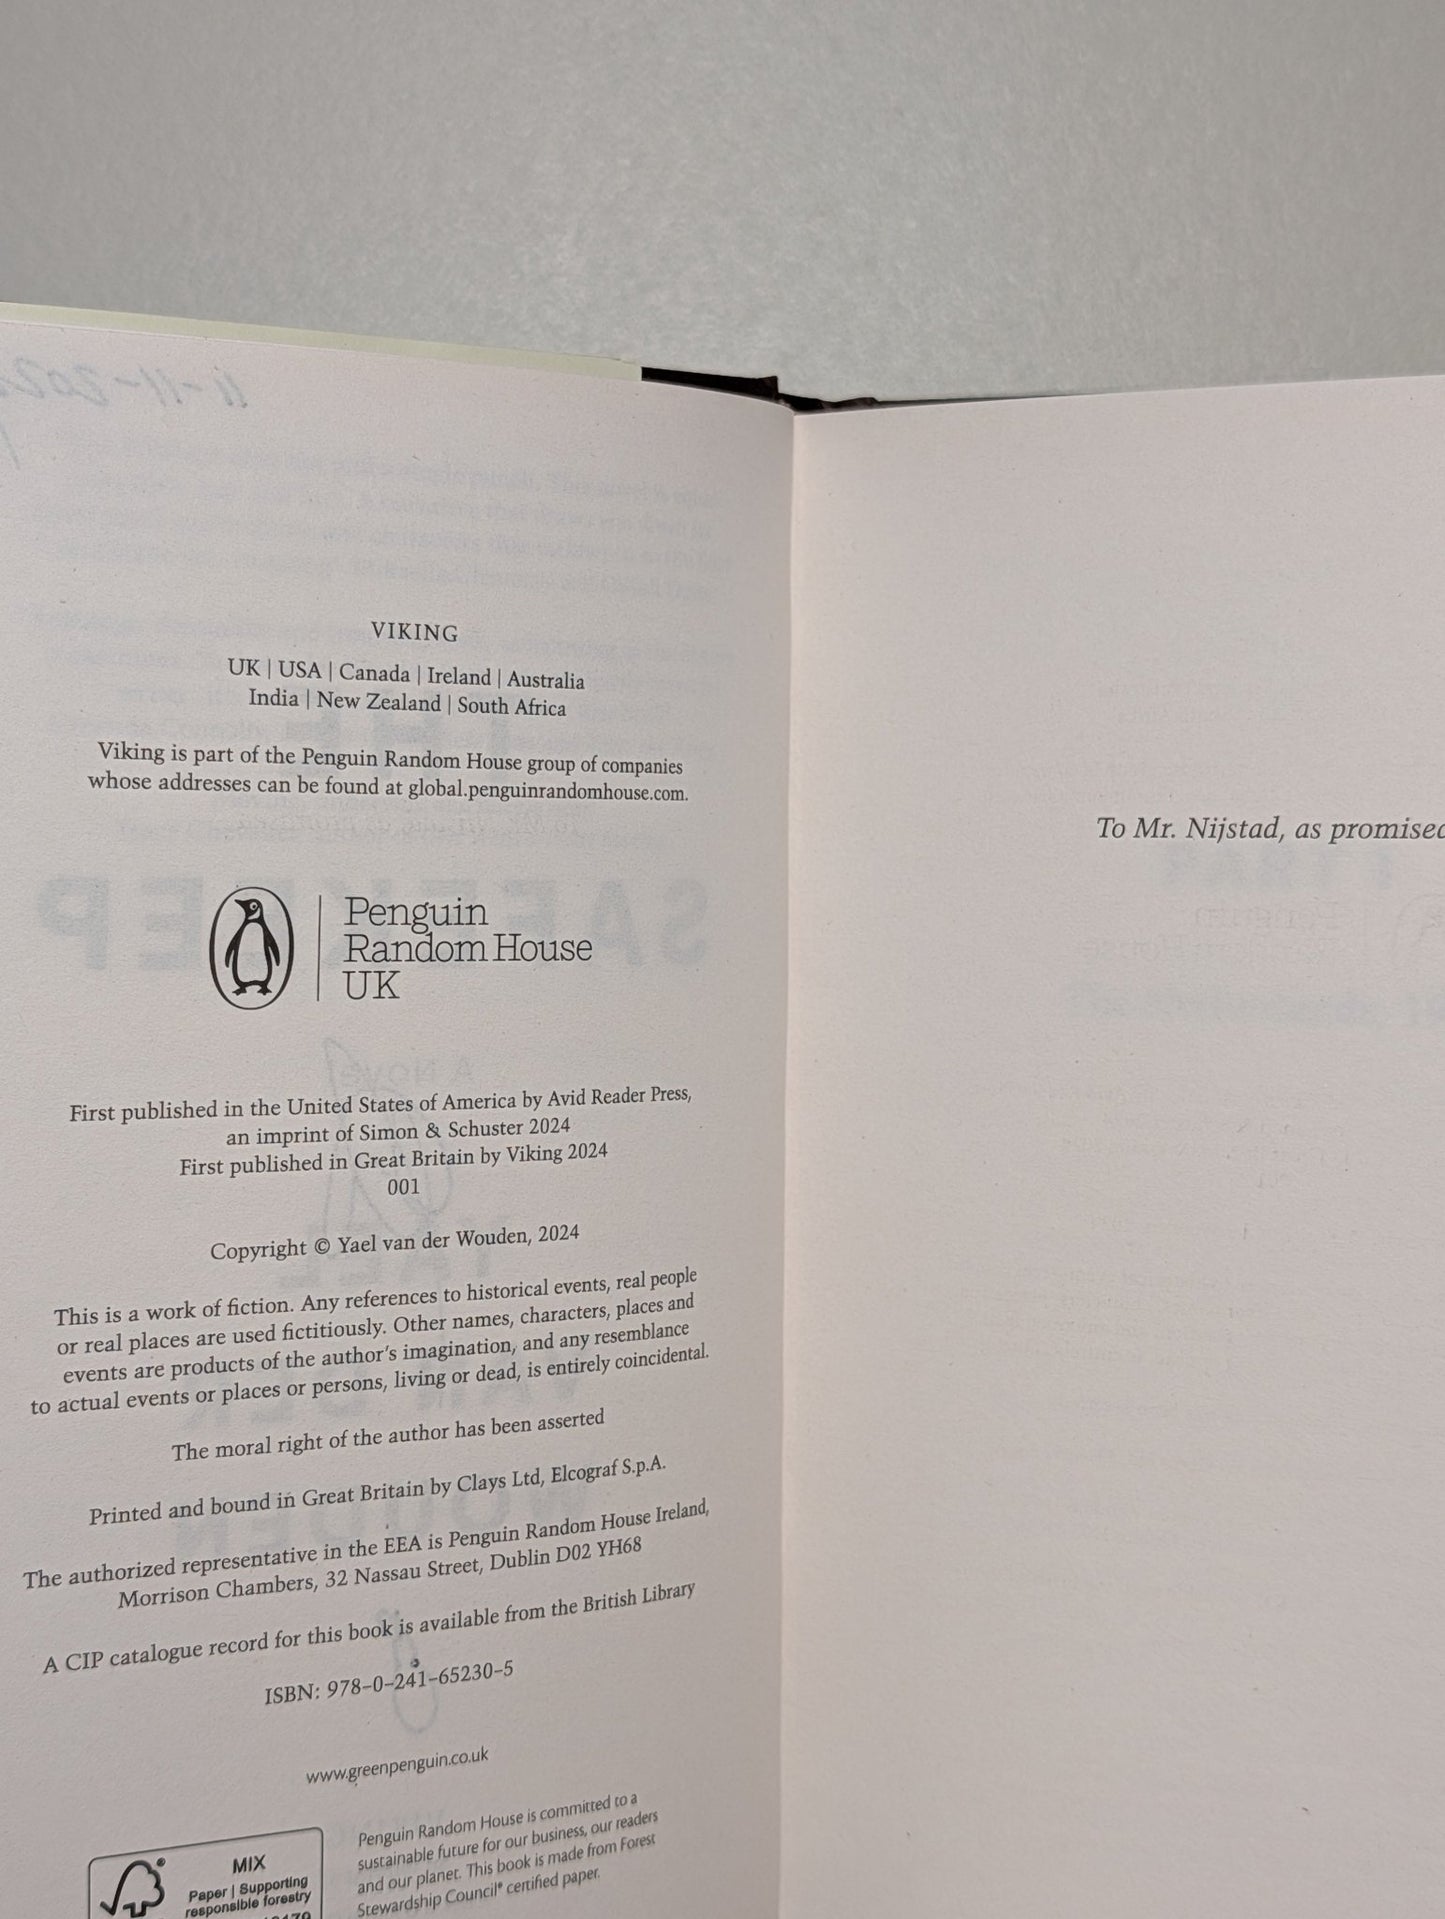 VIKING
UK | USA | Canada | Ireland | Australia
India | New Zealand | South Africa
Viking is part of the Penguin Random House group of companies
whose addresses can be found at global.penguinrandomhouse.com.
Penguin
Random House
UK
First published in the United States of America by Avid Reader Press,
an imprint of Simon & Schuster 2024
First published in Great Britain by Viking 2024
001
Copyright © Yael van der Wouden, 2024
This is a work of fiction. Any references to historical events, real people
or real places are used fictitiously. Other names, characters, places and
events are products of the author's imagination, and any resemblance
to actual events or places or persons, living or dead, is entirely coincidental.
The moral right of the author has been asserted
Printed and bound in Great Britain by Clays Ltd, Elcograf S.p.A.
The authorized representative in the EEA is Penguin Random House Ireland,
Morrison Chambers, 32 Nassau Street, Dublin D02 YH68
A CIP catalogue record for this book is available from the British Library
ISBN: 978–0–241–65230–5
www.greenpenguin.co.uk
MIX
Paper | Supporting
responsible forestry
Penguin Random House is committed to a
sustainable future for our business, our readers
and our planet. This book is made from Forest
Stewardship Council® certified paper.
To Mr. Nijstad, as promised